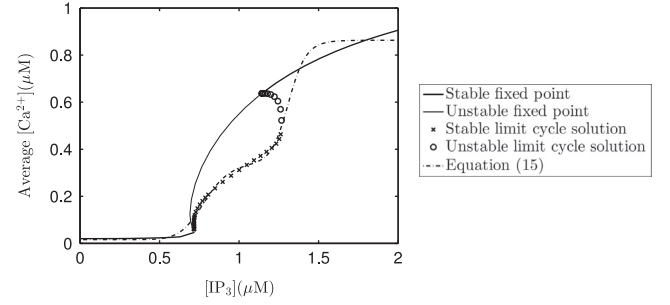 1
0.8
0.6
0.4
0.2
0
0
0.5
1
1.5
2
Average [Ca²⁺](μM)
[IP₃](μM)
Stable fixed point
Unstable fixed point
Stable limit cycle solution
Unstable limit cycle solution
Equation (15)